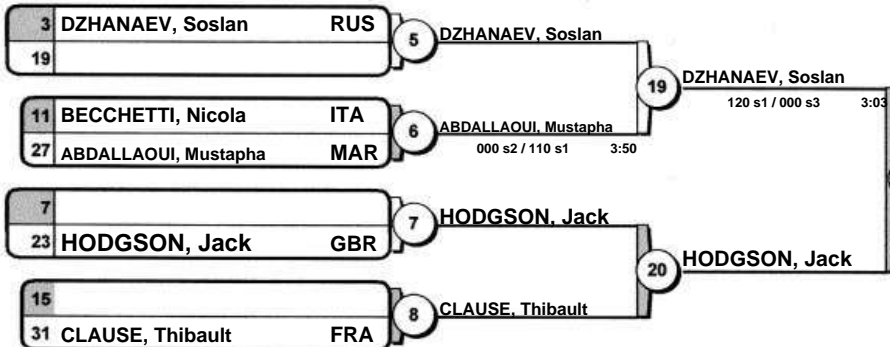 3 DZHANAEV, Soslan RUS
19
5
DZHANAEV, Soslan
11 BECCHETTI, Nicola ITA
27 ABDALLAOUI, Mustapha MAR
6
ABDALLAOUI, Mustapha
000 s2 / 110 s1 3:50
19
DZHANAEV, Soslan
120 s1 / 000 s3 3:03
7
23 HODGSON, Jack GBR
7
HODGSON, Jack
15
31 CLAUSE, Thibault FRA
8
CLAUSE, Thibault
20
HODGSON, Jack